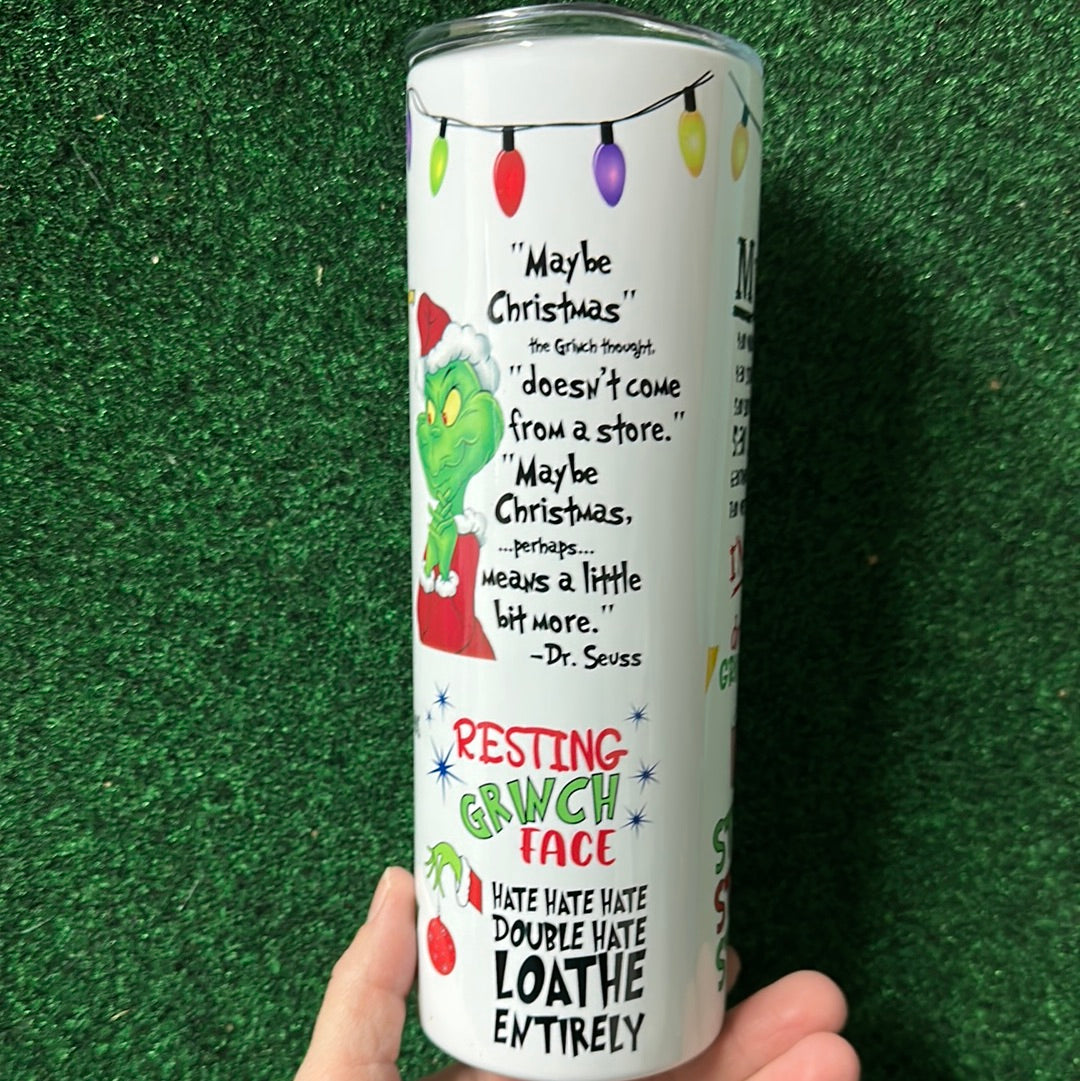 "Maybe
Christmas"
the Grinch thought,
"doesn't come
from a store."
"Maybe
Christmas,
...perhaps...
means a little
bit more."
-Dr. Seuss
RESTING
GRINCH
FACE
HATE HATE HATE
DOUBLE HATE
LOATHE
ENTIRELY